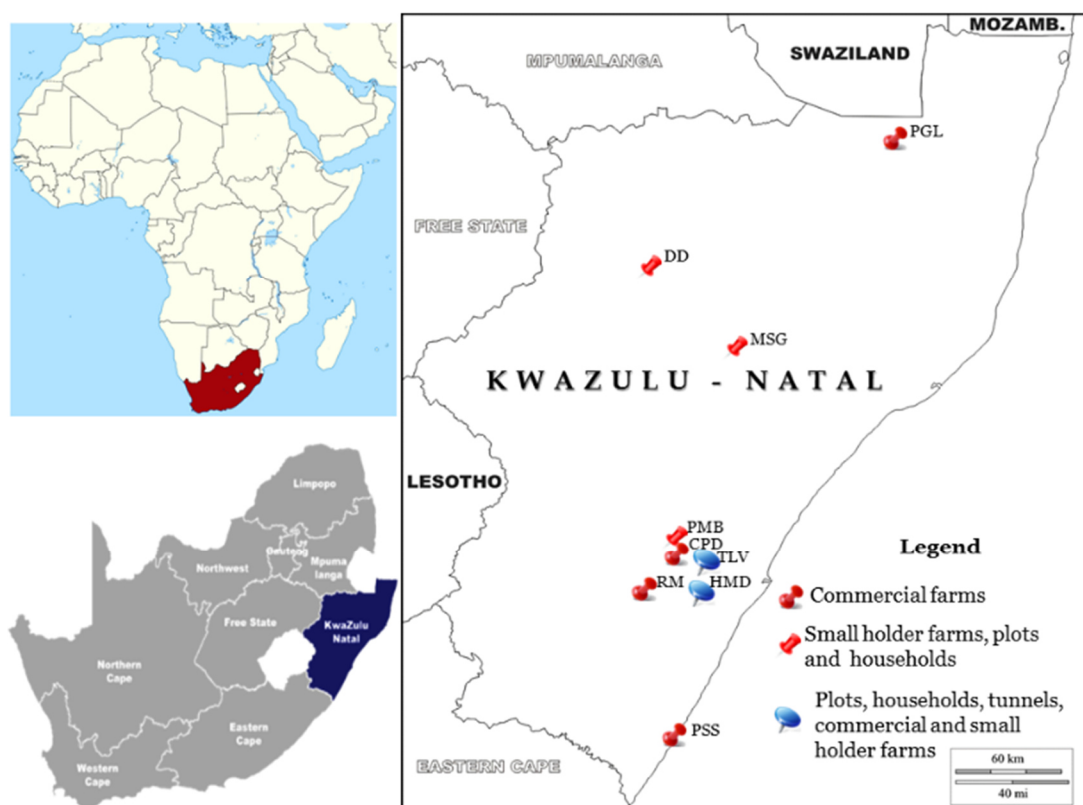 MOZAMB.
SWAZILAND
MPUMALANGA
PGL
FREE STATE
DD
MSG
KWAZULU - NATAL
LESOTHO
PMB
CPD
TLV
RM
HMD
PSS
EASTERN CAPE
Legend
Commercial farms
Small holder farms, plots
and households
Plots, households, tunnels,
commercial and small
holder farms
60 km
40 mi
Limpopo
Northwest
Mpuma
langa
Free State
KwaZulu
Natal
Northern
Cape
Eastern
Cape
Western
Cape